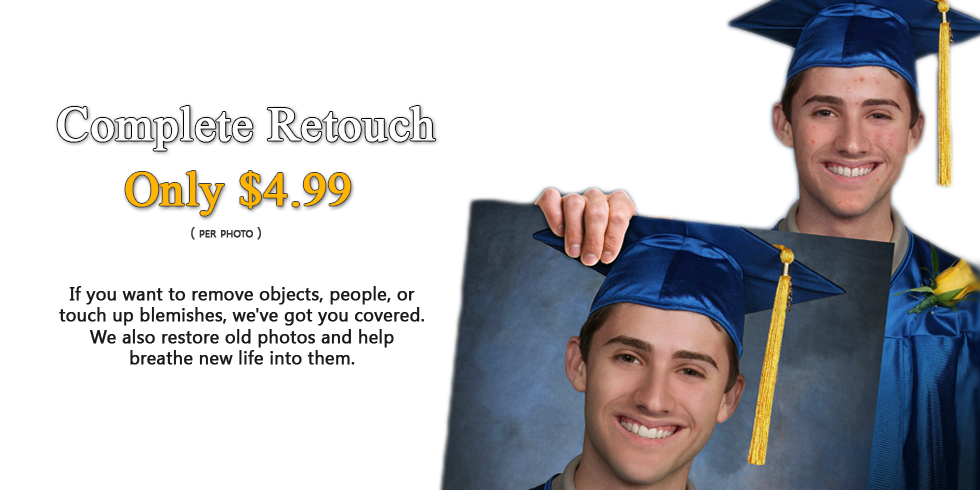 Complete Retouch
Only $4.99
( PER PHOTO )
If you want to remove objects, people, or
touch up blemishes, we've got you covered.
We also restore old photos and help
breathe new life into them.